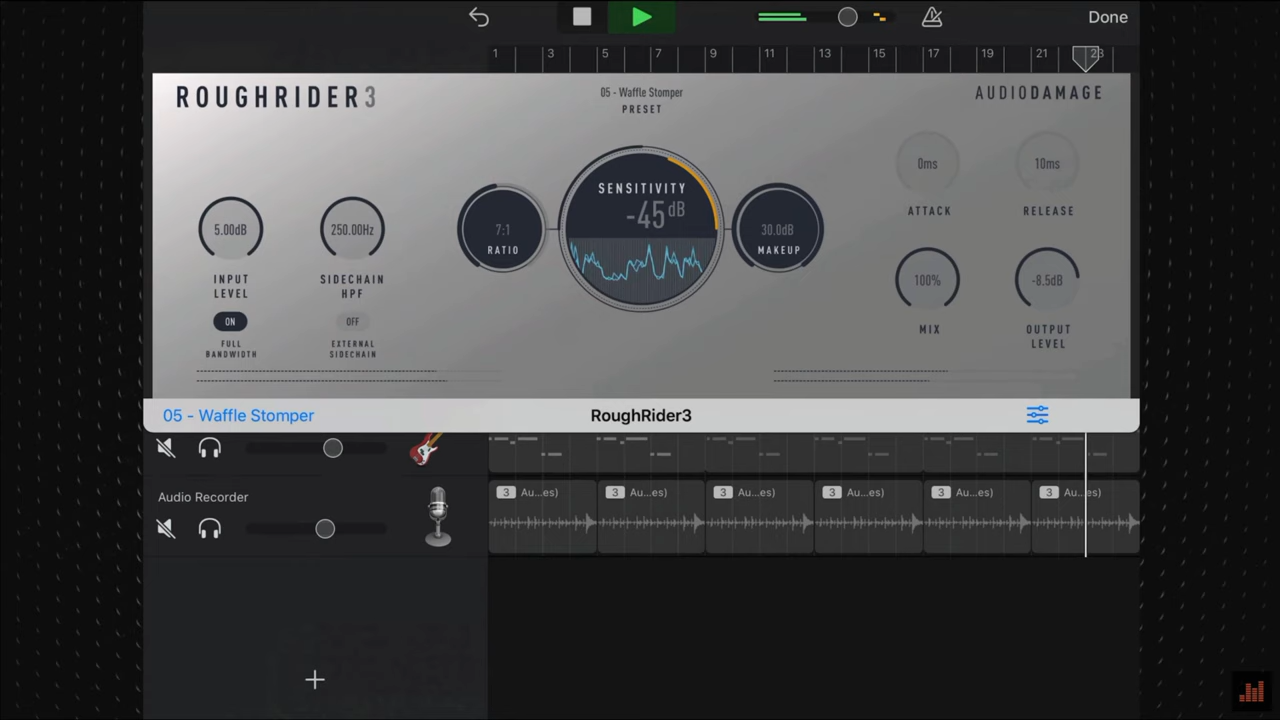 Done
1 3 5 7 9 11 13 15 17 19 21 23
ROUGHRIDER3
05 - Waffle Stomper
PRESET
AUDIODAMAGE
SENSITIVITY
-45dB
7:1
RATIO
30.0dB
MAKEUP
0ms
ATTACK
10ms
RELEASE
5.00dB
INPUT
LEVEL
250.00Hz
SIDECHAIN
HPF
100%
MIX
-8.5dB
OUTPUT
LEVEL
ON
FULL
BANDWIDTH
OFF
EXTERNAL
SIDECHAIN
05 - Waffle Stomper
RoughRider3
Audio Recorder
3 Au...es)
3 Au...es)
3 Au...es)
3 Au...es)
3 Au...es)
3 Au...es)